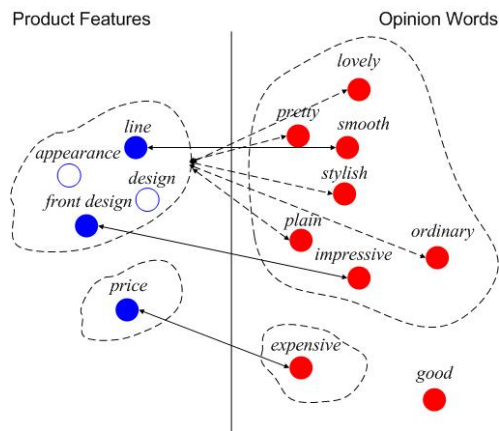 Product Features
Opinion Words
line
appearance
design
front design
price
lovely
pretty
smooth
stylish
plain
ordinary
impressive
expensive
good